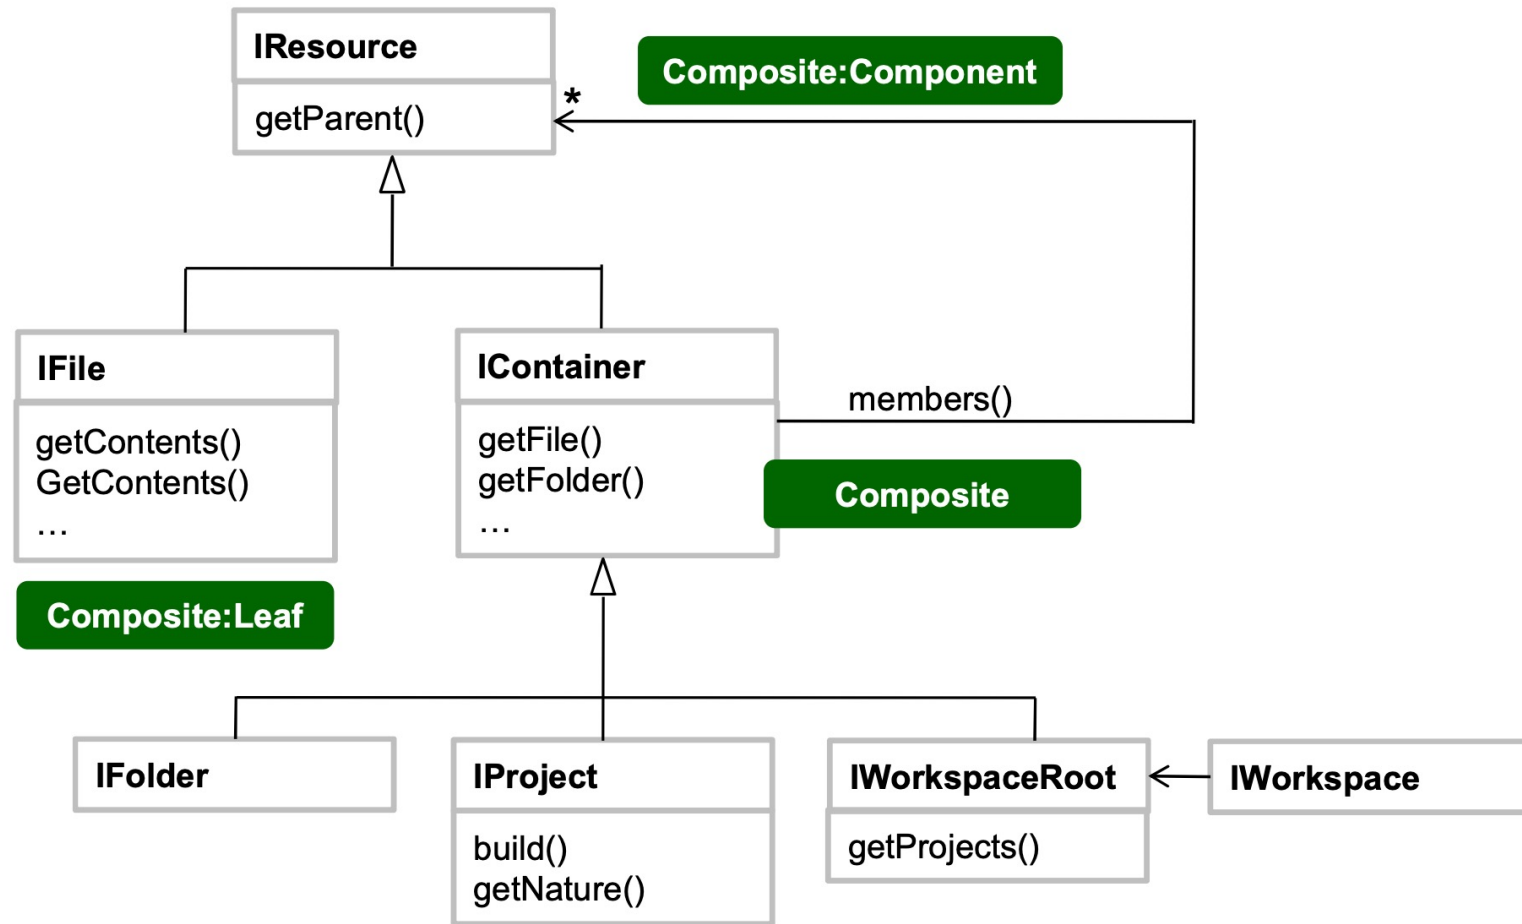 IResource
getParent()
*
Composite:Component
IFile
getContents()
GetContents()
...
Composite:Leaf
IContainer
getFile()
getFolder()
...
members()
Composite
IFolder
IProject
build()
getNature()
IWorkspaceRoot
getProjects()
IWorkspace